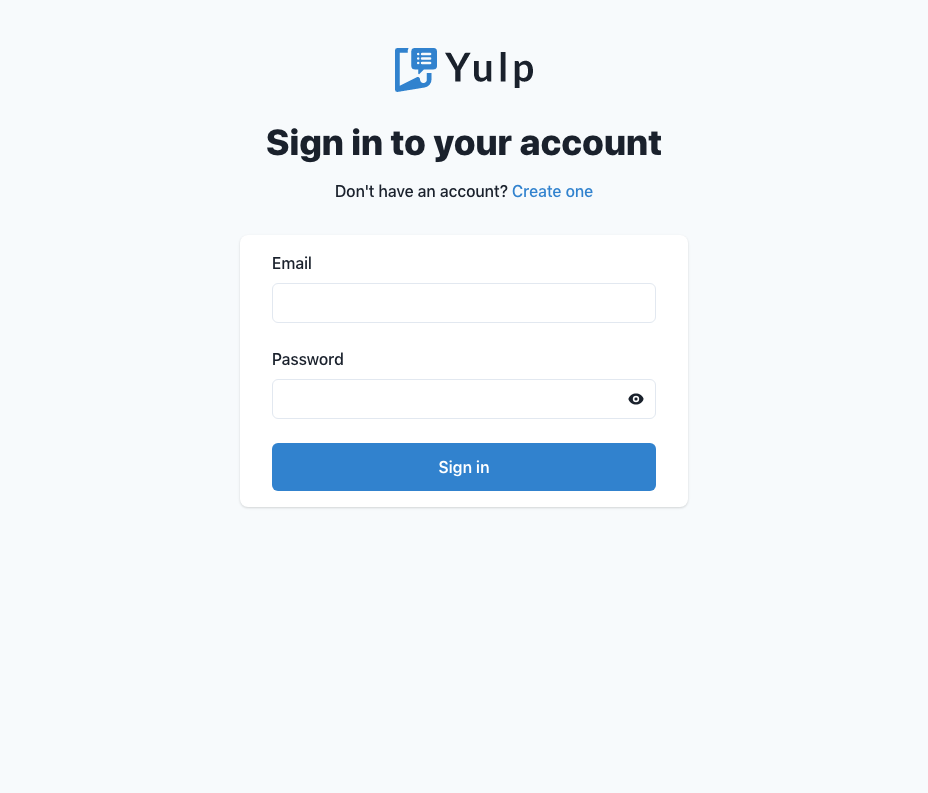 Yulp
Sign in to your account
Don't have an account? Create one
Email
Password
Sign in